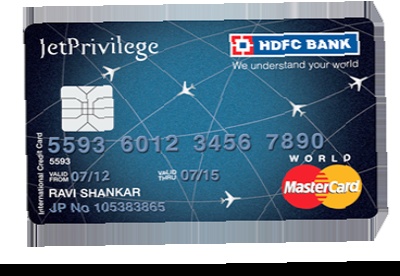 JetPrivilege
HDFC BANK
We understand your world
International Credit Card
5593 6012 3456 7890
5593
WORLD
VALID FROM 07/12 VALID THRU 07/15
MasterCard
RAVI SHANKAR
JP No 105383865